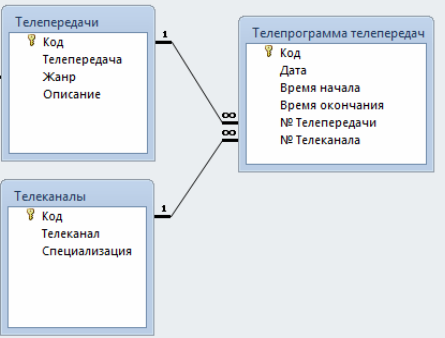 Телепередачи
Код
Телепередача
Жанр
Описание
1
∞
∞
Телепрограмма телепередач
Код
Дата
Время начала
Время окончания
№ Телепередачи
№ Телеканала
Телеканалы
Код
Телеканал
Специализация
1